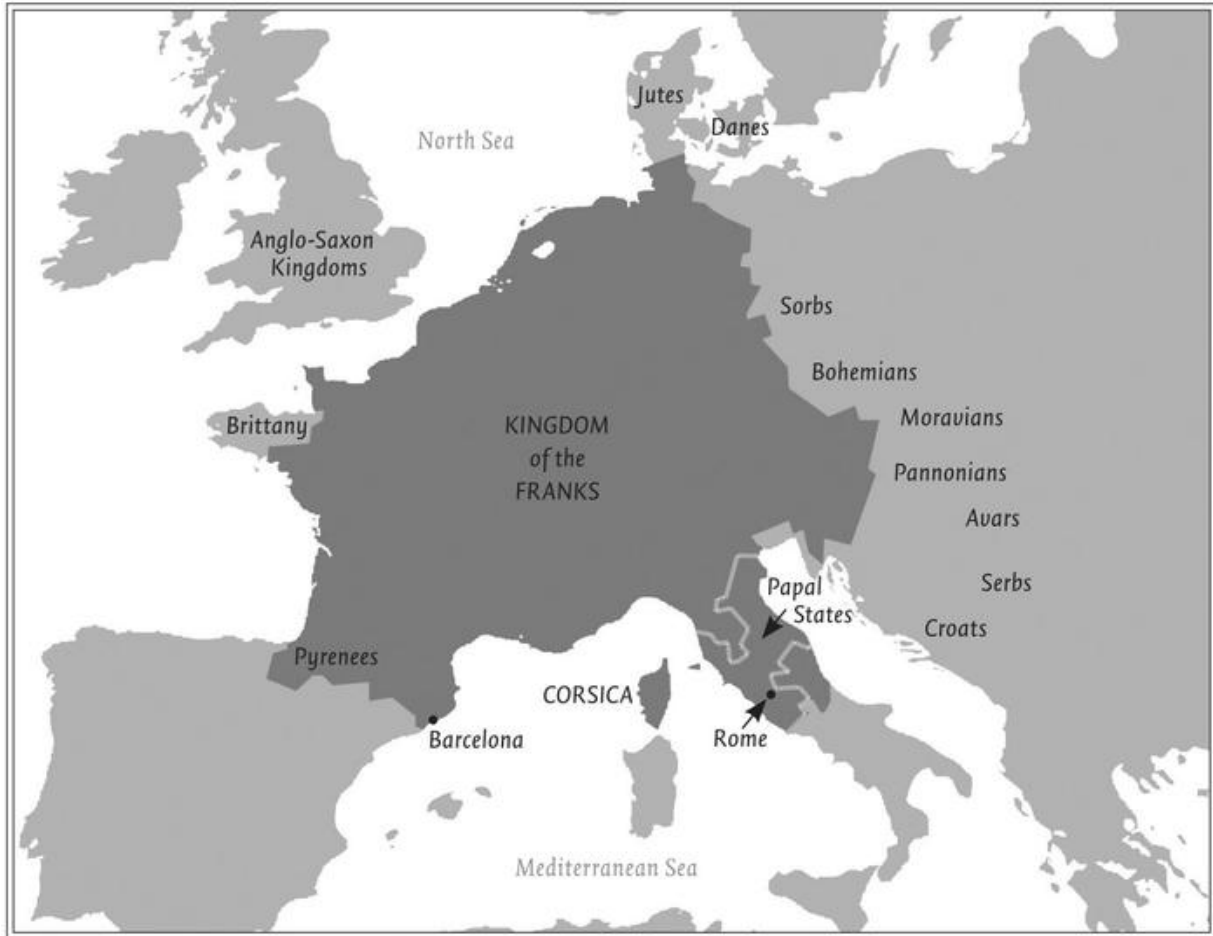 Jutes
Danes
North Sea
Anglo-Saxon
Kingdoms
Sorbs
Bohemians
Moravians
Brittany
KINGDOM
of the
FRANKS
Pannonians
Avars
Serbs
Papal
States
Croats
Pyrenees
CORSICA
Rome
Barcelona
Mediterranean Sea